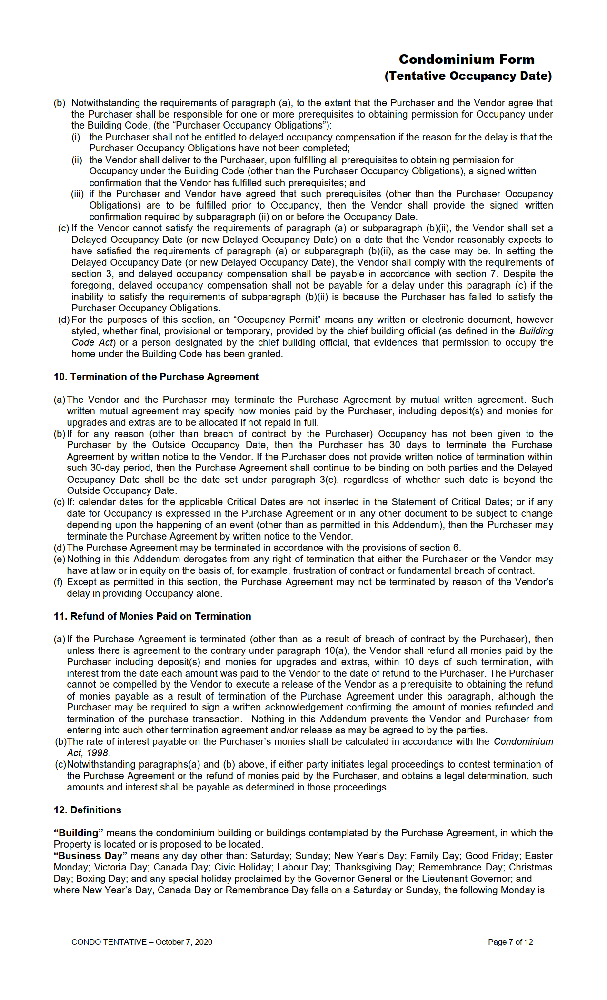 Condominium Form
(Tentative Occupancy Date)
(b) Notwithstanding the requirements of paragraph (a), to the extent that the Purchaser and the Vendor agree that
the Purchaser shall be responsible for one or more prerequisites to obtaining permission for Occupancy under
the Building Code, (the “Purchaser Occupancy Obligations”):
(i) the Purchaser shall not be entitled to delayed occupancy compensation if the reason for the delay is that the
Purchaser Occupancy Obligations have not been completed;
(ii) the Vendor shall deliver to the Purchaser, upon fulfilling all prerequisites to obtaining permission for
Occupancy under the Building Code (other than the Purchaser Occupancy Obligations), a signed written
confirmation that the Vendor has fulfilled such prerequisites; and
(iii) if the Purchaser and Vendor have agreed that such prerequisites (other than the Purchaser Occupancy
Obligations) are to be fulfilled prior to Occupancy, then the Vendor shall provide the signed written
confirmation required by subparagraph (ii) on or before the Occupancy Date.
(c) If the Vendor cannot satisfy the requirements of paragraph (a) or subparagraph (b)(ii), the Vendor shall set a
Delayed Occupancy Date (or new Delayed Occupancy Date) on a date that the Vendor reasonably expects to
have satisfied the requirements of paragraph (a) or subparagraph (b)(ii), as the case may be. In setting the
Delayed Occupancy Date (or new Delayed Occupancy Date), the Vendor shall comply with the requirements of
section 3, and delayed occupancy compensation shall be payable in accordance with section 7. Despite the
foregoing, delayed occupancy compensation shall not be payable for a delay under this paragraph (c) if the
inability to satisfy the requirements of subparagraph (b)(ii) is because the Purchaser has failed to satisfy the
Purchaser Occupancy Obligations.
(d) For the purposes of this section, an “Occupancy Permit” means any written or electronic document, however
styled, whether final, provisional or temporary, provided by the chief building official (as defined in the Building
Code Act) or a person designated by the chief building official, that evidences that permission to occupy the
home under the Building Code has been granted.
10. Termination of the Purchase Agreement
(a) The Vendor and the Purchaser may terminate the Purchase Agreement by mutual written agreement. Such
written mutual agreement may specify how monies paid by the Purchaser, including deposit(s) and monies for
upgrades and extras are to be allocated if not repaid in full.
(b) If for any reason (other than breach of contract by the Purchaser) Occupancy has not been given to the
Purchaser by the Outside Occupancy Date, then the Purchaser has 30 days to terminate the Purchase
Agreement by written notice to the Vendor. If the Purchaser does not provide written notice of termination within
such 30-day period, then the Purchase Agreement shall continue to be binding on both parties and the Delayed
Occupancy Date shall be the date set under paragraph 3(c), regardless of whether such date is beyond the
Outside Occupancy Date.
(c) If: calendar dates for the applicable Critical Dates are not inserted in the Statement of Critical Dates; or if any
date for Occupancy is expressed in the Purchase Agreement or in any other document to be subject to change
depending upon the happening of an event (other than as permitted in this Addendum), then the Purchaser may
terminate the Purchase Agreement by written notice to the Vendor.
(d) The Purchase Agreement may be terminated in accordance with the provisions of section 6.
(e) Nothing in this Addendum derogates from any right of termination that either the Purchaser or the Vendor may
have at law or in equity on the basis of, for example, frustration of contract or fundamental breach of contract.
(f) Except as permitted in this section, the Purchase Agreement may not be terminated by reason of the Vendor’s
delay in providing Occupancy alone.
11. Refund of Monies Paid on Termination
(a) If the Purchase Agreement is terminated (other than as a result of breach of contract by the Purchaser), then
unless there is agreement to the contrary under paragraph 10(a), the Vendor shall refund all monies paid by the
Purchaser including deposit(s) and monies for upgrades and extras, within 10 days of such termination, with
interest from the date each amount was paid to the Vendor to the date of refund to the Purchaser. The Purchaser
cannot be compelled by the Vendor to execute a release of the Vendor as a prerequisite to obtaining the refund
of monies payable as a result of termination of the Purchase Agreement under this paragraph, although the
Purchaser may be required to sign a written acknowledgement confirming the amount of monies refunded and
termination of the purchase transaction. Nothing in this Addendum prevents the Vendor and Purchaser from
entering into such other termination agreement and/or release as may be agreed to by the parties.
(b)The rate of interest payable on the Purchaser’s monies shall be calculated in accordance with the Condominium
Act, 1998.
(c)Notwithstanding paragraphs(a) and (b) above, if either party initiates legal proceedings to contest termination of
the Purchase Agreement or the refund of monies paid by the Purchaser, and obtains a legal determination, such
amounts and interest shall be payable as determined in those proceedings.
12. Definitions
“Building” means the condominium building or buildings contemplated by the Purchase Agreement, in which the
Property is located or is proposed to be located.
“Business Day” means any day other than: Saturday; Sunday; New Year’s Day; Family Day; Good Friday; Easter
Monday; Victoria Day; Canada Day; Civic Holiday; Labour Day; Thanksgiving Day; Remembrance Day; Christmas
Day; Boxing Day; and any special holiday proclaimed by the Governor General or the Lieutenant Governor; and
where New Year’s Day, Canada Day or Remembrance Day falls on a Saturday or Sunday, the following Monday is
CONDO TENTATIVE – October 7, 2020
Page 7 of 12